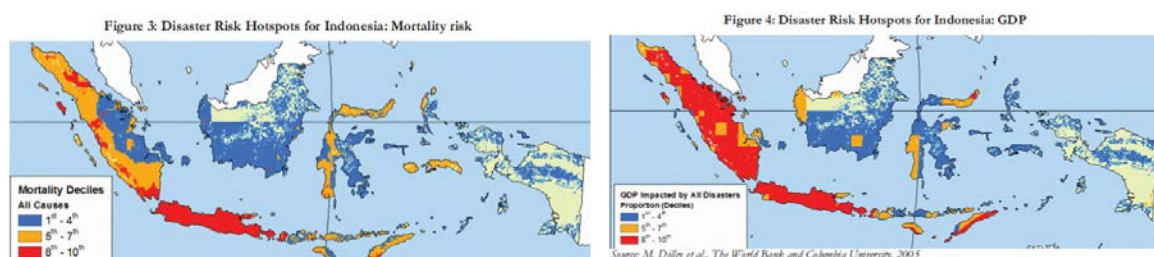 Figure 3: Disaster Risk Hotspots for Indonesia: Mortality risk
Mortality Deciles
All Causes
1st - 4th
5th - 7th
8th - 10th
Figure 4: Disaster Risk Hotspots for Indonesia: GDP
GDP Impacted by All Disasters
Proportion (Deciles)
1st - 4th
5th - 7th
8th - 10th
Source: M. Dilley et al., The World Bank and Columbia University, 2005